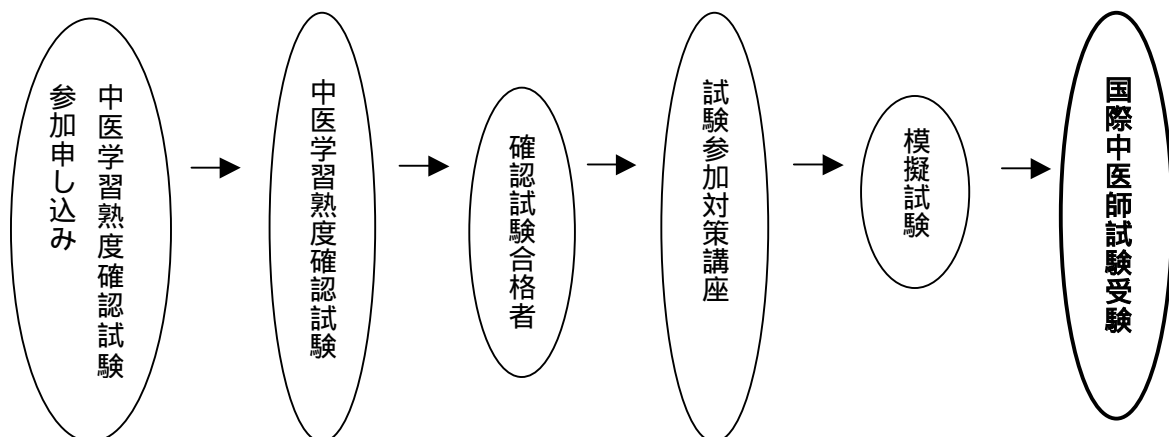 中医学習熟度確認試験
参加申し込み
中医学習熟度確認試験
確認試験合格者
試験参加対策講座
模擬試験
国際中医師試験受験